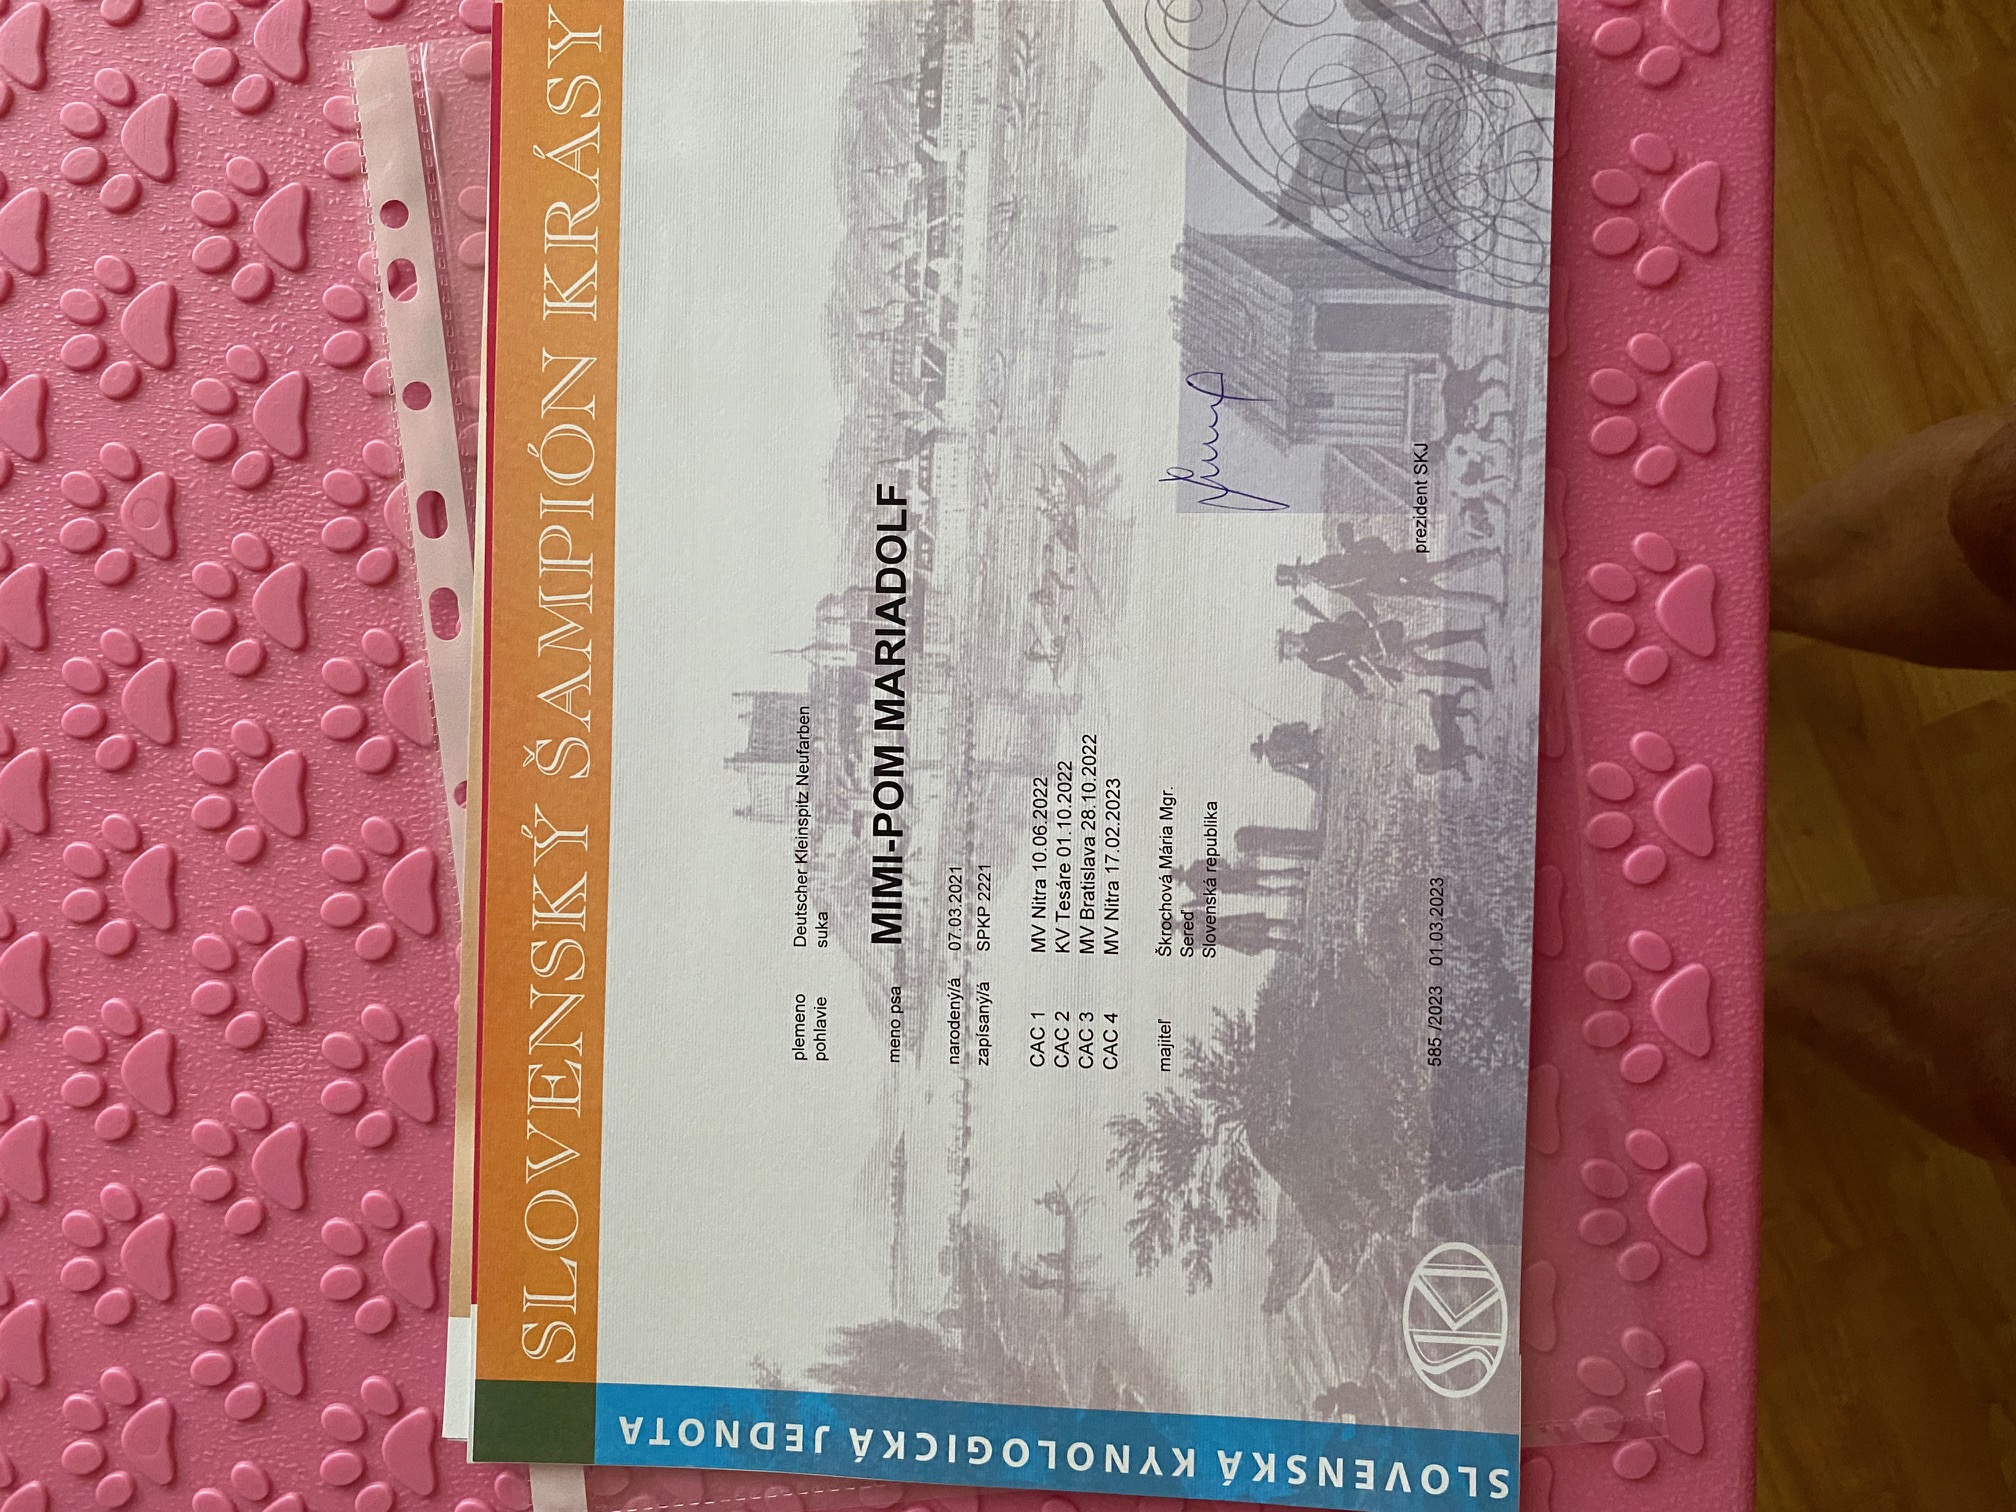 SLOVENSKÝ ŠAMPIÓN KRÁSY
SLOVENSKÁ KYNOLOGICKÁ JEDNOTA
plemeno Deutscher Kleinspitz Neufarben
pohlavie suka
meno psa MIMI-POM MARIADOLF
narodený/á 07.03.2021
zapísaný/á SPKP 2221
CAC 1 MV Nitra 10.06.2022
CAC 2 KV Tesáre 01.10.2022
CAC 3 MV Bratislava 28.10.2022
CAC 4 MV Nitra 17.02.2023
majiteľ Škrochová Mária Mgr.
Sereď
Slovenská republika
prezident SKJ
585 /2023 01.03.2023
SKJ